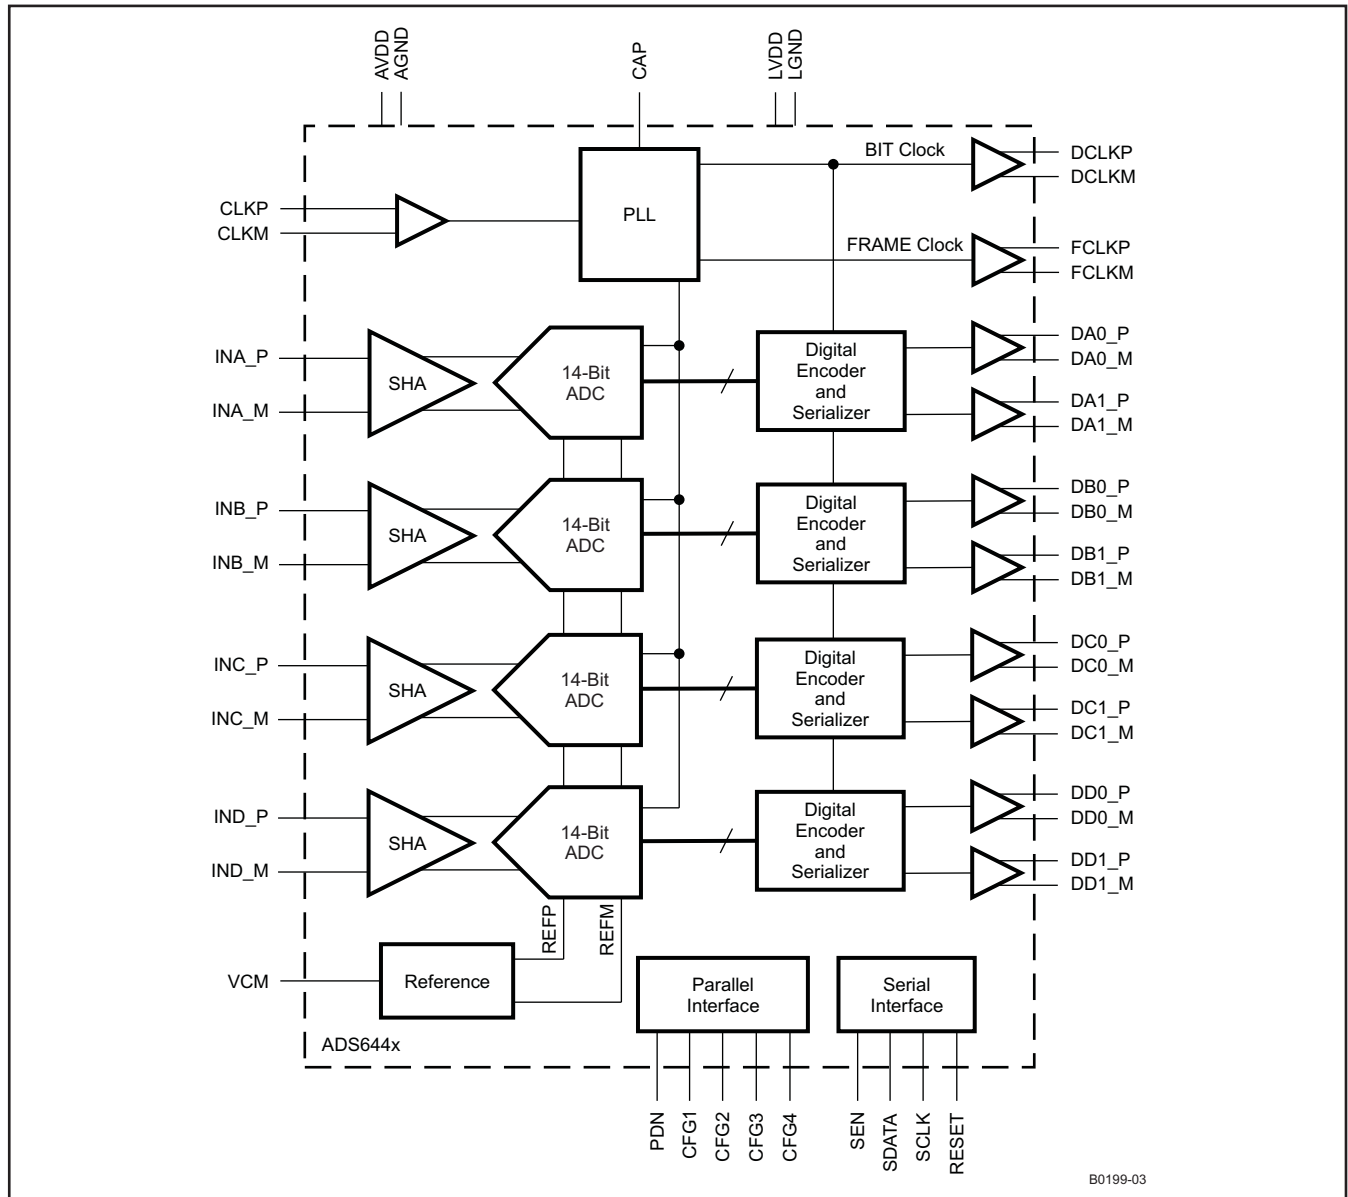 AVDD
AGND
CAP
LVDD
LGND
CLKP
CLKM
PLL
BIT Clock
DCLKP
DCLKM
FRAME Clock
FCLKP
FCLKM
INA_P
INA_M
SHA
14-Bit
ADC
Digital
Encoder
and
Serializer
DA0_P
DA0_M
DA1_P
DA1_M
INB_P
INB_M
SHA
14-Bit
ADC
Digital
Encoder
and
Serializer
DB0_P
DB0_M
DB1_P
DB1_M
INC_P
INC_M
SHA
14-Bit
ADC
Digital
Encoder
and
Serializer
DC0_P
DC0_M
DC1_P
DC1_M
IND_P
IND_M
SHA
14-Bit
ADC
Digital
Encoder
and
Serializer
DD0_P
DD0_M
DD1_P
DD1_M
REFP
REFM
VCM
Reference
Parallel
Interface
Serial
Interface
ADS644x
PDN
CFG1
CFG2
CFG3
CFG4
SEN
SDATA
SCLK
RESET
B0199-03